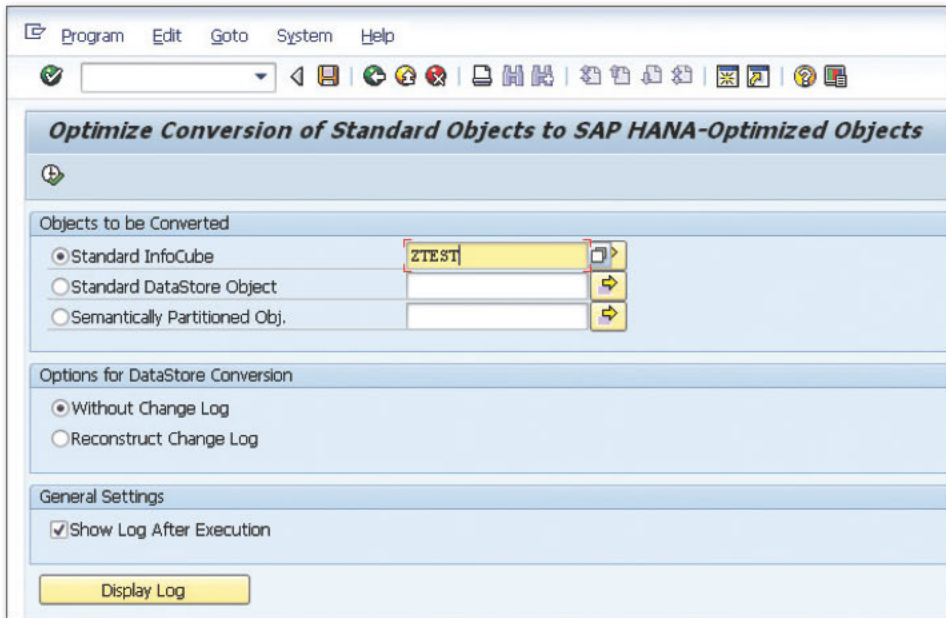 Program Edit Goto System Help
Optimize Conversion of Standard Objects to SAP HANA-Optimized Objects
Objects to be Converted
Standard InfoCube ZTEST
Standard DataStore Object
Semantically Partitioned Obj.
Options for DataStore Conversion
Without Change Log
Reconstruct Change Log
General Settings
Show Log After Execution
Display Log